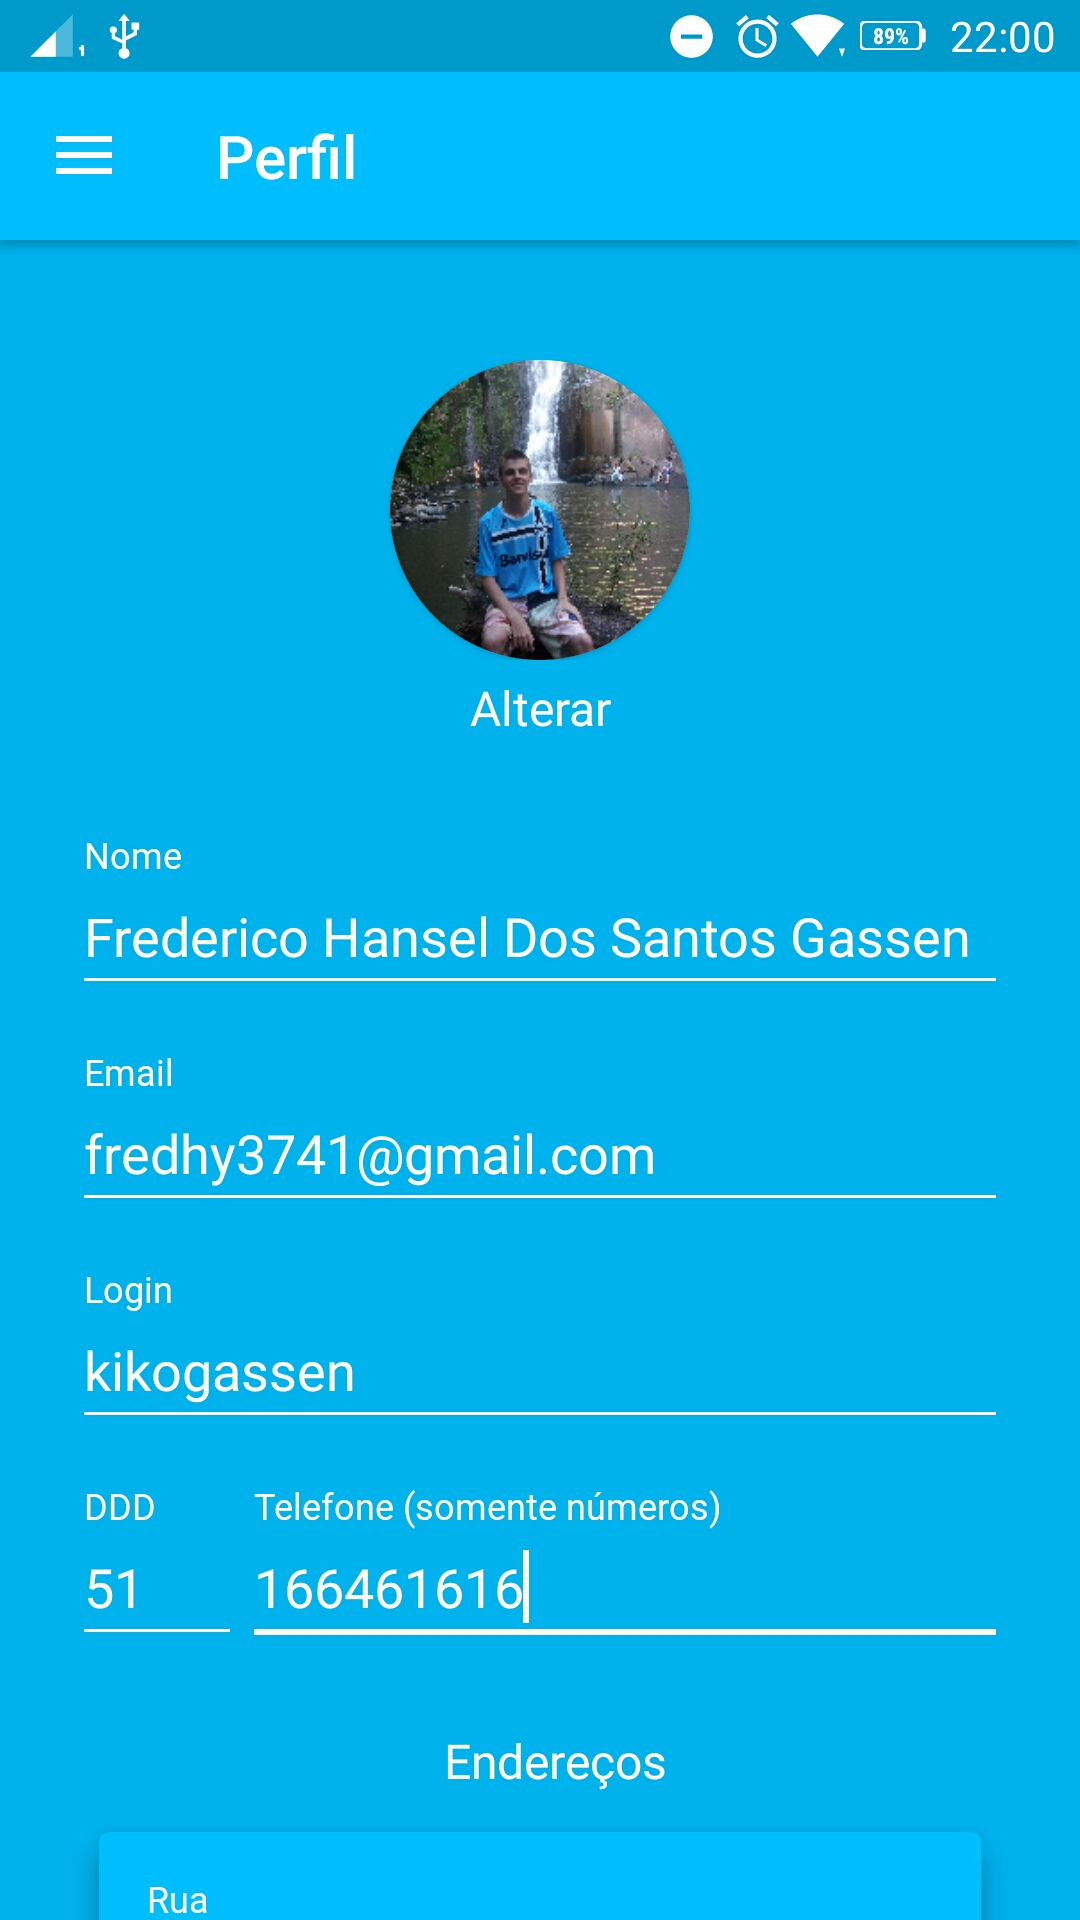 1 89% 22:00
Perfil
Alterar
Nome
Frederico Hansel Dos Santos Gassen
Email
fredhy3741@gmail.com
Login
kikogassen
DDD Telefone (somente números)
51 166461616
Endereços
Rua